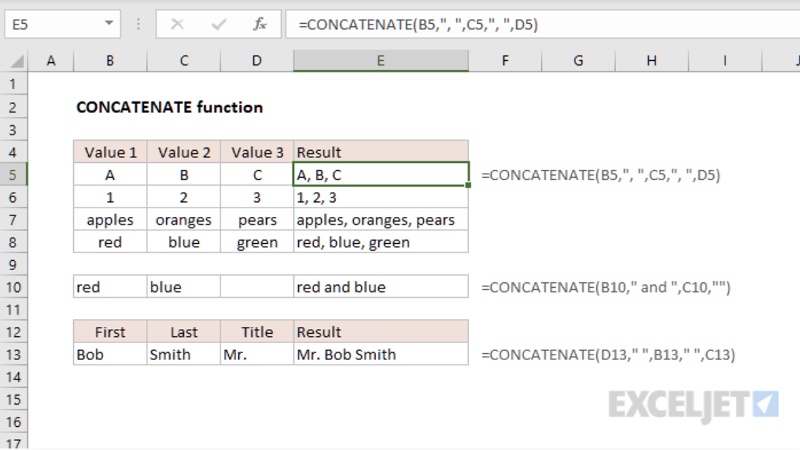 E5 fx =CONCATENATE(B5,", ",C5,", ",D5)
A B C D E F G H I J
1
2 CONCATENATE function
3
4 Value 1 Value 2 Value 3 Result
5 A B C A, B, C =CONCATENATE(B5,", ",C5,", ",D5)
6 1 2 3 1, 2, 3
7 apples oranges pears apples, oranges, pears
8 red blue green red, blue, green
9
10 red blue red and blue =CONCATENATE(B10," and ",C10,"")
11
12 First Last Title Result
13 Bob Smith Mr. Mr. Bob Smith =CONCATENATE(D13," ",B13," ",C13)
14
15
16
17
EXCELJET